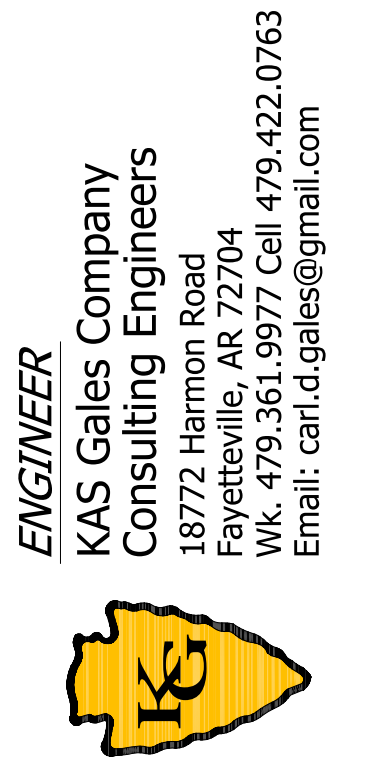 ENGINEER
KAS Gales Company
Consulting Engineers
18772 Harmon Road
Fayetteville, AR 72704
Wk. 479.361.9977 Cell 479.422.0763
Email: carl.d.gales@gmail.com
KG